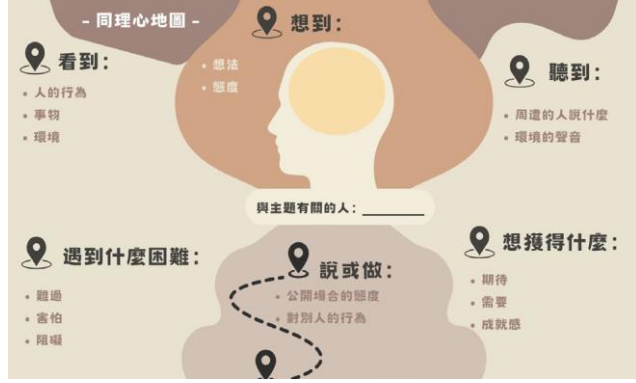 - 同理心地圖 -
看到：
• 人的行為
• 事物
• 環境
想到：
• 想法
• 態度
聽到：
• 周遭的人說什麼
• 環境的聲音
與主題有關的人：________
遇到什麼困難：
• 難過
• 害怕
• 阻礙
說或做：
• 公開場合的態度
• 對別人的行為
想獲得什麼：
• 期待
• 需要
• 成就感